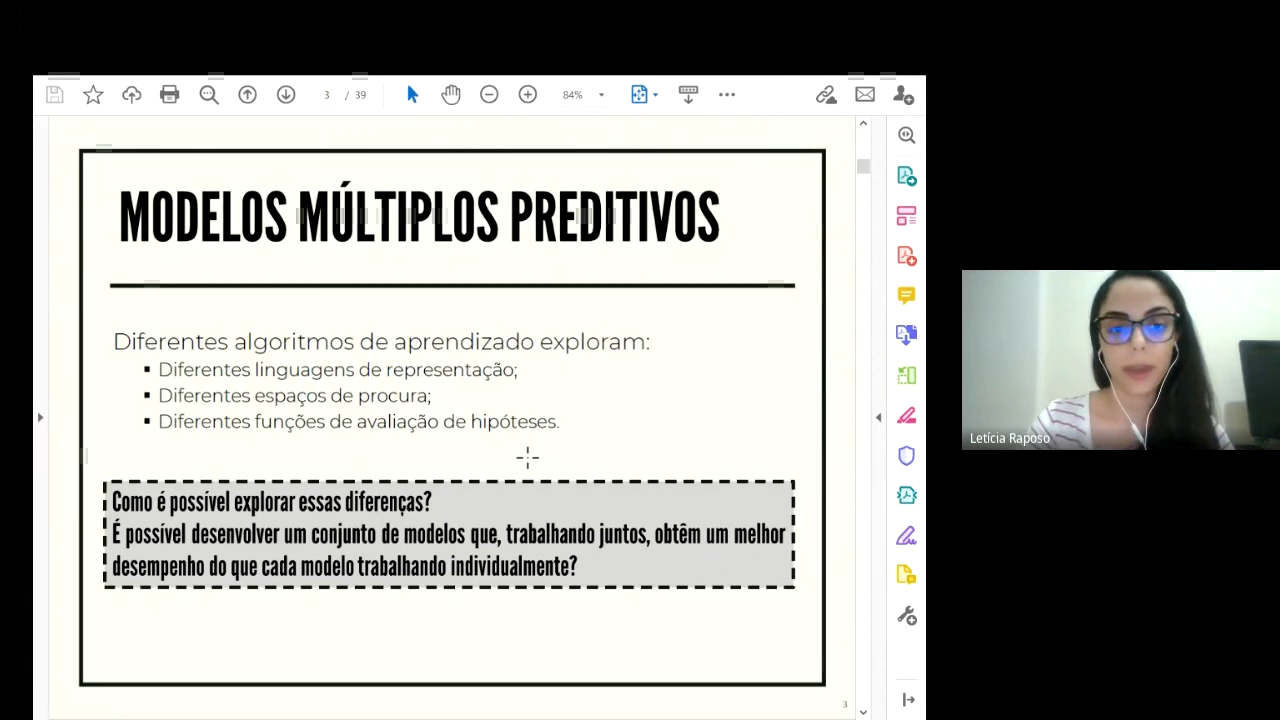 3 / 39
84%
MODELOS MÚLTIPLOS PREDITIVOS
Diferentes algoritmos de aprendizado exploram:
▪ Diferentes linguagens de representação;
▪ Diferentes espaços de procura;
▪ Diferentes funções de avaliação de hipóteses.
Como é possível explorar essas diferenças?
É possível desenvolver um conjunto de modelos que, trabalhando juntos, obtêm um melhor
desempenho do que cada modelo trabalhando individualmente?
3
Letícia Raposo